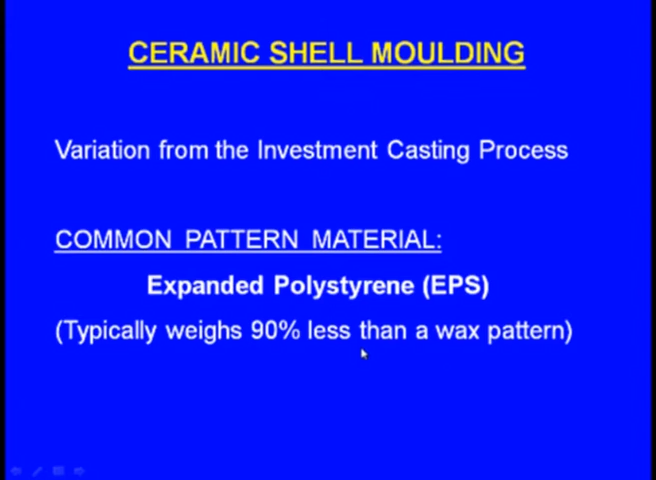 CERAMIC SHELL MOULDING
Variation from the Investment Casting Process
COMMON PATTERN MATERIAL:
Expanded Polystyrene (EPS)
(Typically weighs 90% less than a wax pattern)